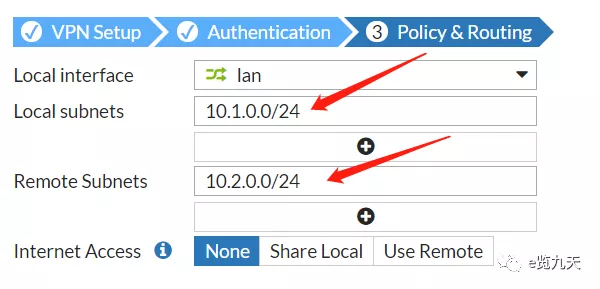 VPN Setup Authentication 3 Policy & Routing
Local interface lan
Local subnets 10.1.0.0/24
Remote Subnets 10.2.0.0/24
Internet Access None Share Local Use Remote
e览九天